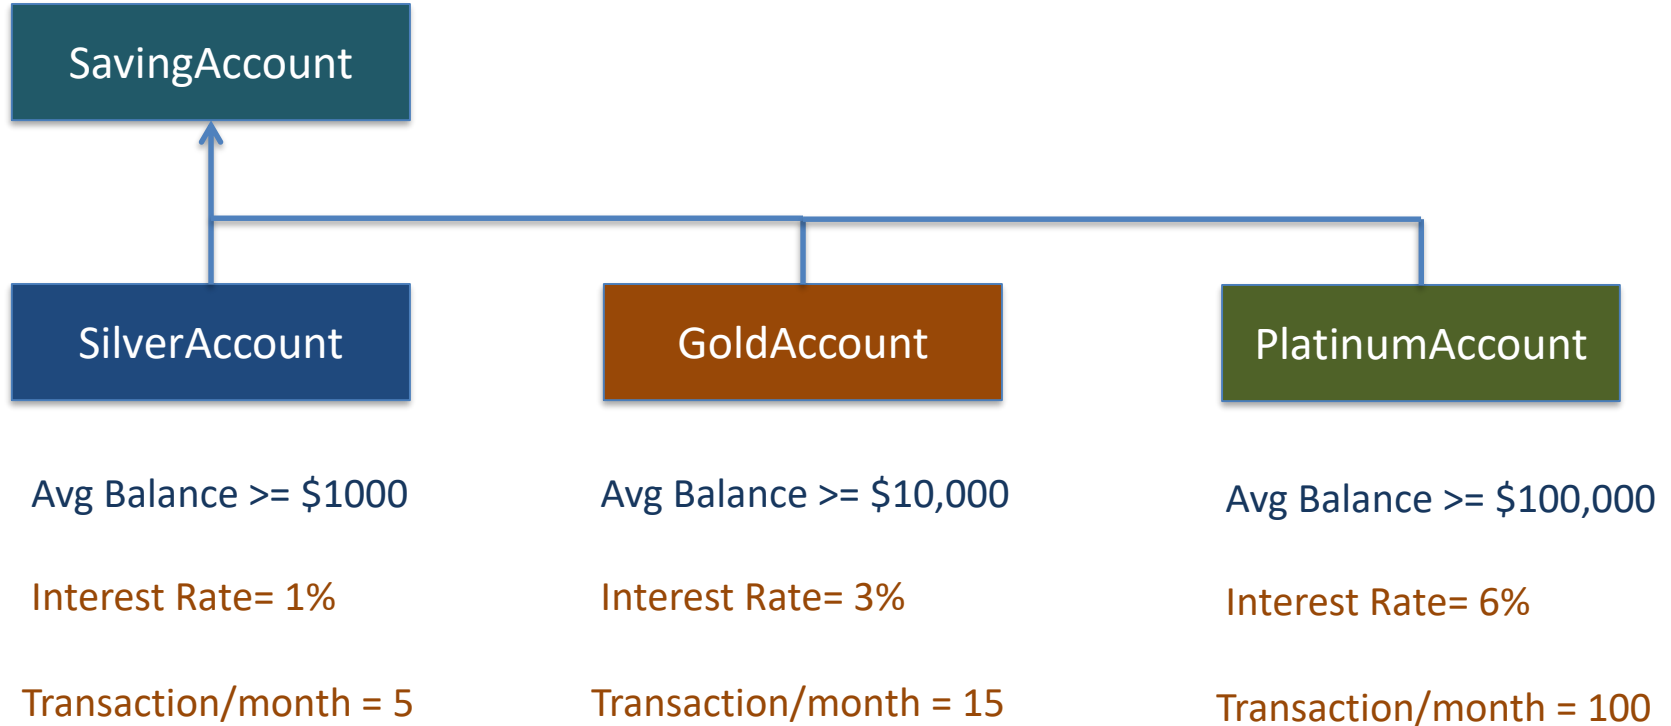 SavingAccount
SilverAccount
GoldAccount
PlatinumAccount
Avg Balance >= $1000
Avg Balance >= $10,000
Avg Balance >= $100,000
Interest Rate= 1%
Interest Rate= 3%
Interest Rate= 6%
Transaction/month = 5
Transaction/month = 15
Transaction/month = 100